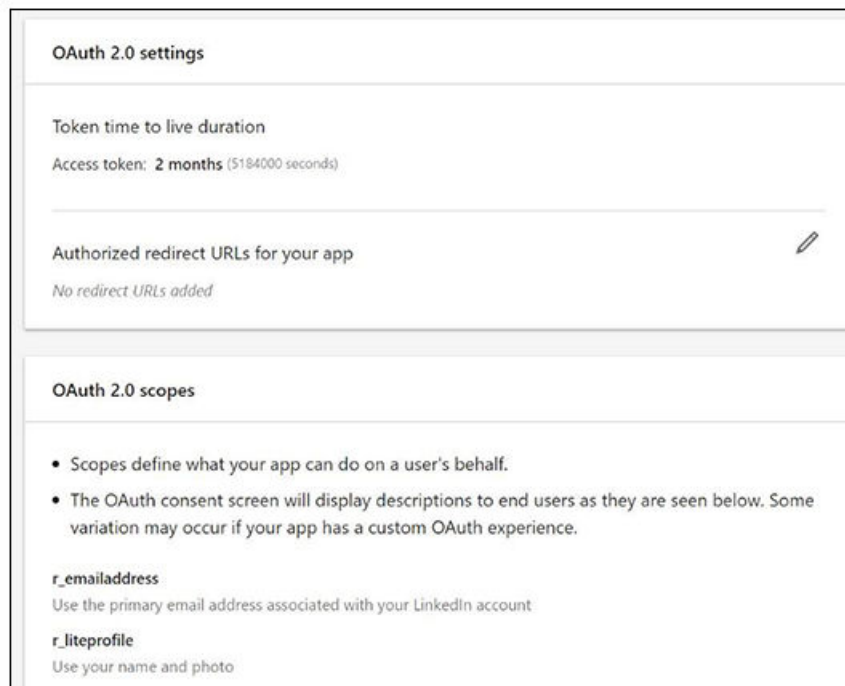 OAuth 2.0 settings
Token time to live duration
Access token: 2 months (5184000 seconds)
Authorized redirect URLs for your app
No redirect URLs added
OAuth 2.0 scopes
• Scopes define what your app can do on a user's behalf.
• The OAuth consent screen will display descriptions to end users as they are seen below. Some
variation may occur if your app has a custom OAuth experience.
r_emailaddress
Use the primary email address associated with your LinkedIn account
r_liteprofile
Use your name and photo